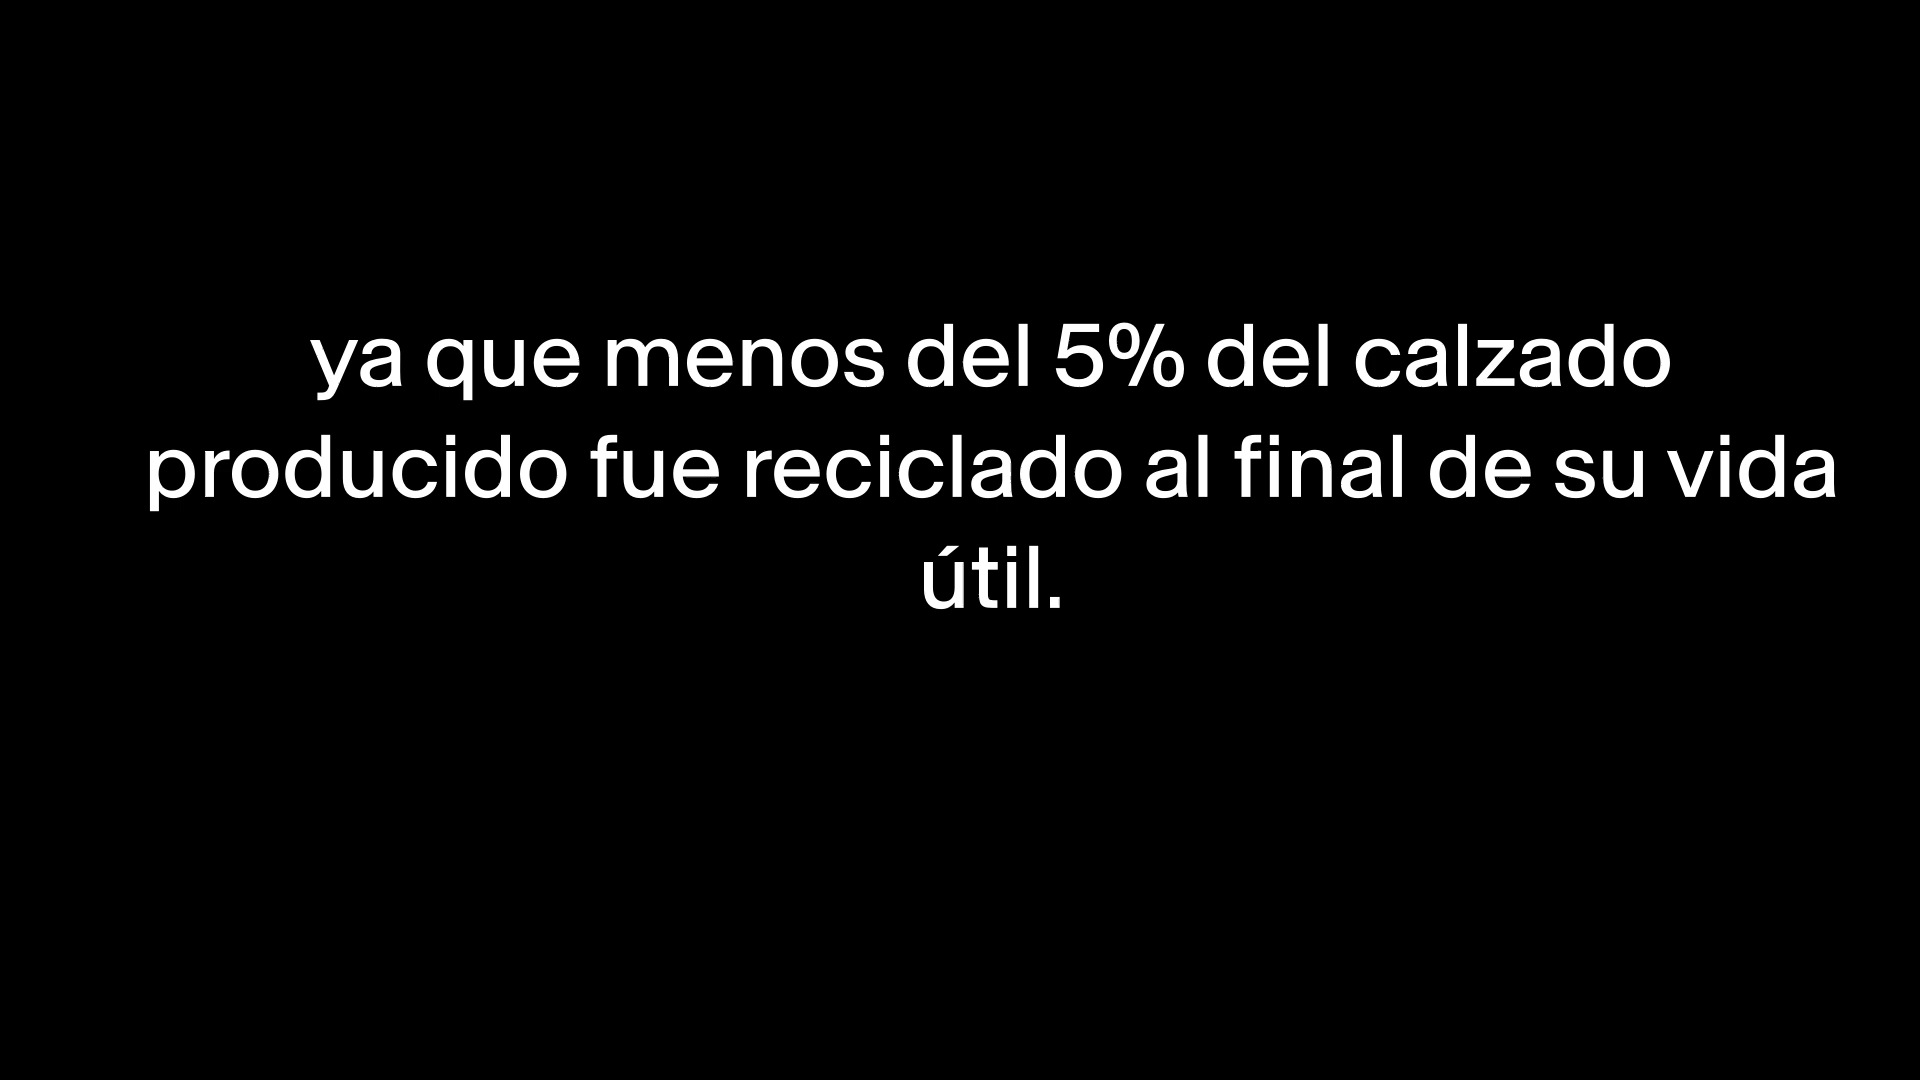 ya que menos del 5% del calzado
producido fue reciclado al final de su vida
útil.